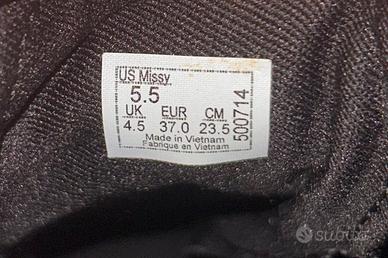 US Missy
5.5
UK EUR CM
4.5 37.0 23.5
Made in Vietnam
Fabriqué en Vietnam
500714
subito